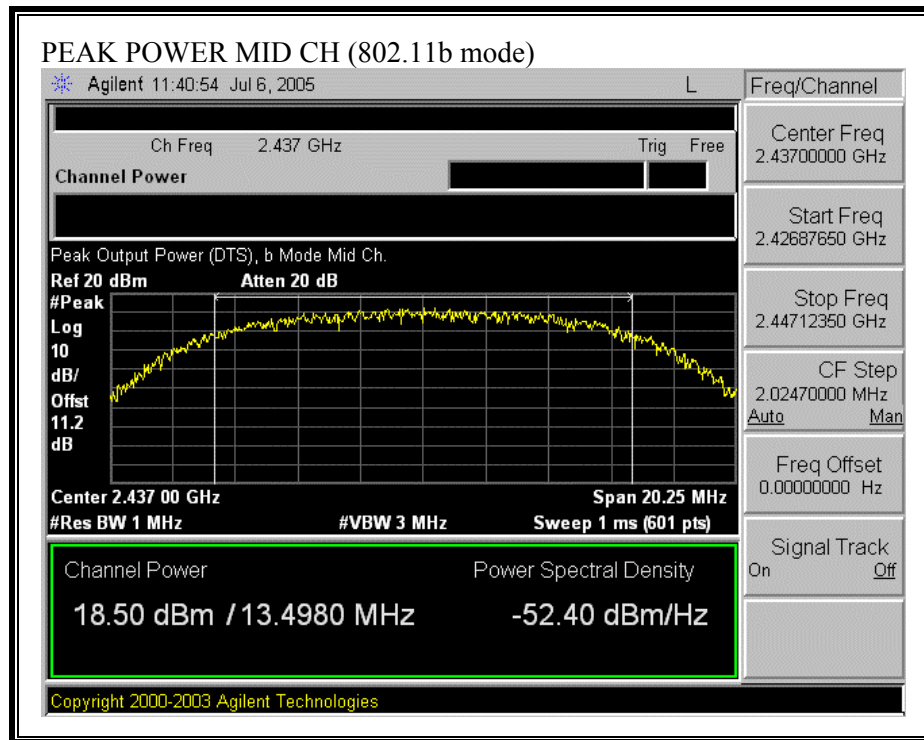 PEAK POWER MID CH (802.11b mode)
Agilent 11:40:54 Jul 6, 2005 L
Freq/Channel
Ch Freq 2.437 GHz Trig Free
Channel Power
Center Freq
2.43700000 GHz
Start Freq
2.42687650 GHz
Stop Freq
2.44712350 GHz
CF Step
2.02470000 MHz
Auto Man
Freq Offset
0.00000000 Hz
Signal Track
On Off
Peak Output Power (DTS), b Mode Mid Ch.
Ref 20 dBm Atten 20 dB
#Peak
Log
10
dB/
Offst
11.2
dB
Center 2.437 00 GHz Span 20.25 MHz
#Res BW 1 MHz #VBW 3 MHz Sweep 1 ms (601 pts)
Channel Power Power Spectral Density
18.50 dBm / 13.4980 MHz -52.40 dBm/Hz
Copyright 2000-2003 Agilent Technologies